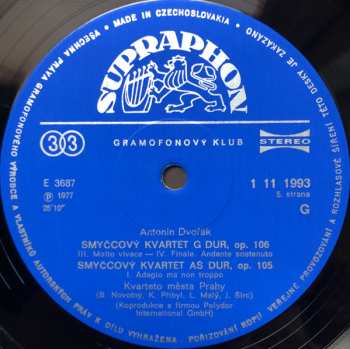 VŠECHNA PRÁVA GRAMOFONOVÉHO VÝROBCE A VLASTNÍKŮ AUTORSKÝCH PRÁV K DÍLU VYHRAŽENA. POŘIZOVÁNÍ KOPIÍ, VEŘEJNÉ PROVOZOVÁNÍ A ROZHLASOVÉ ŠÍŘENÍ TÉTO DESKY JE ZAKÁZÁNO
• MADE IN CZECHOSLOVAKIA •
SUPRAPHON
33
GRAMOFONOVÝ KLUB
STEREO
E 3687
Ⓟ 1977
25'10"
1 11 1993
5. strana
G
Antonín Dvořák
SMYČCOVÝ KVARTET G DUR, op. 106
III. Molto vivace — IV. Finale. Andante sostenuto
SMYČCOVÝ KVARTET AS DUR, op. 105
I. Adagio ma non troppo
Kvarteto města Prahy
(B. Novotný, K. Přibyl, L. Malý, J. Šírc)
(Koprodukce s firmou Polydor
International GmbH)